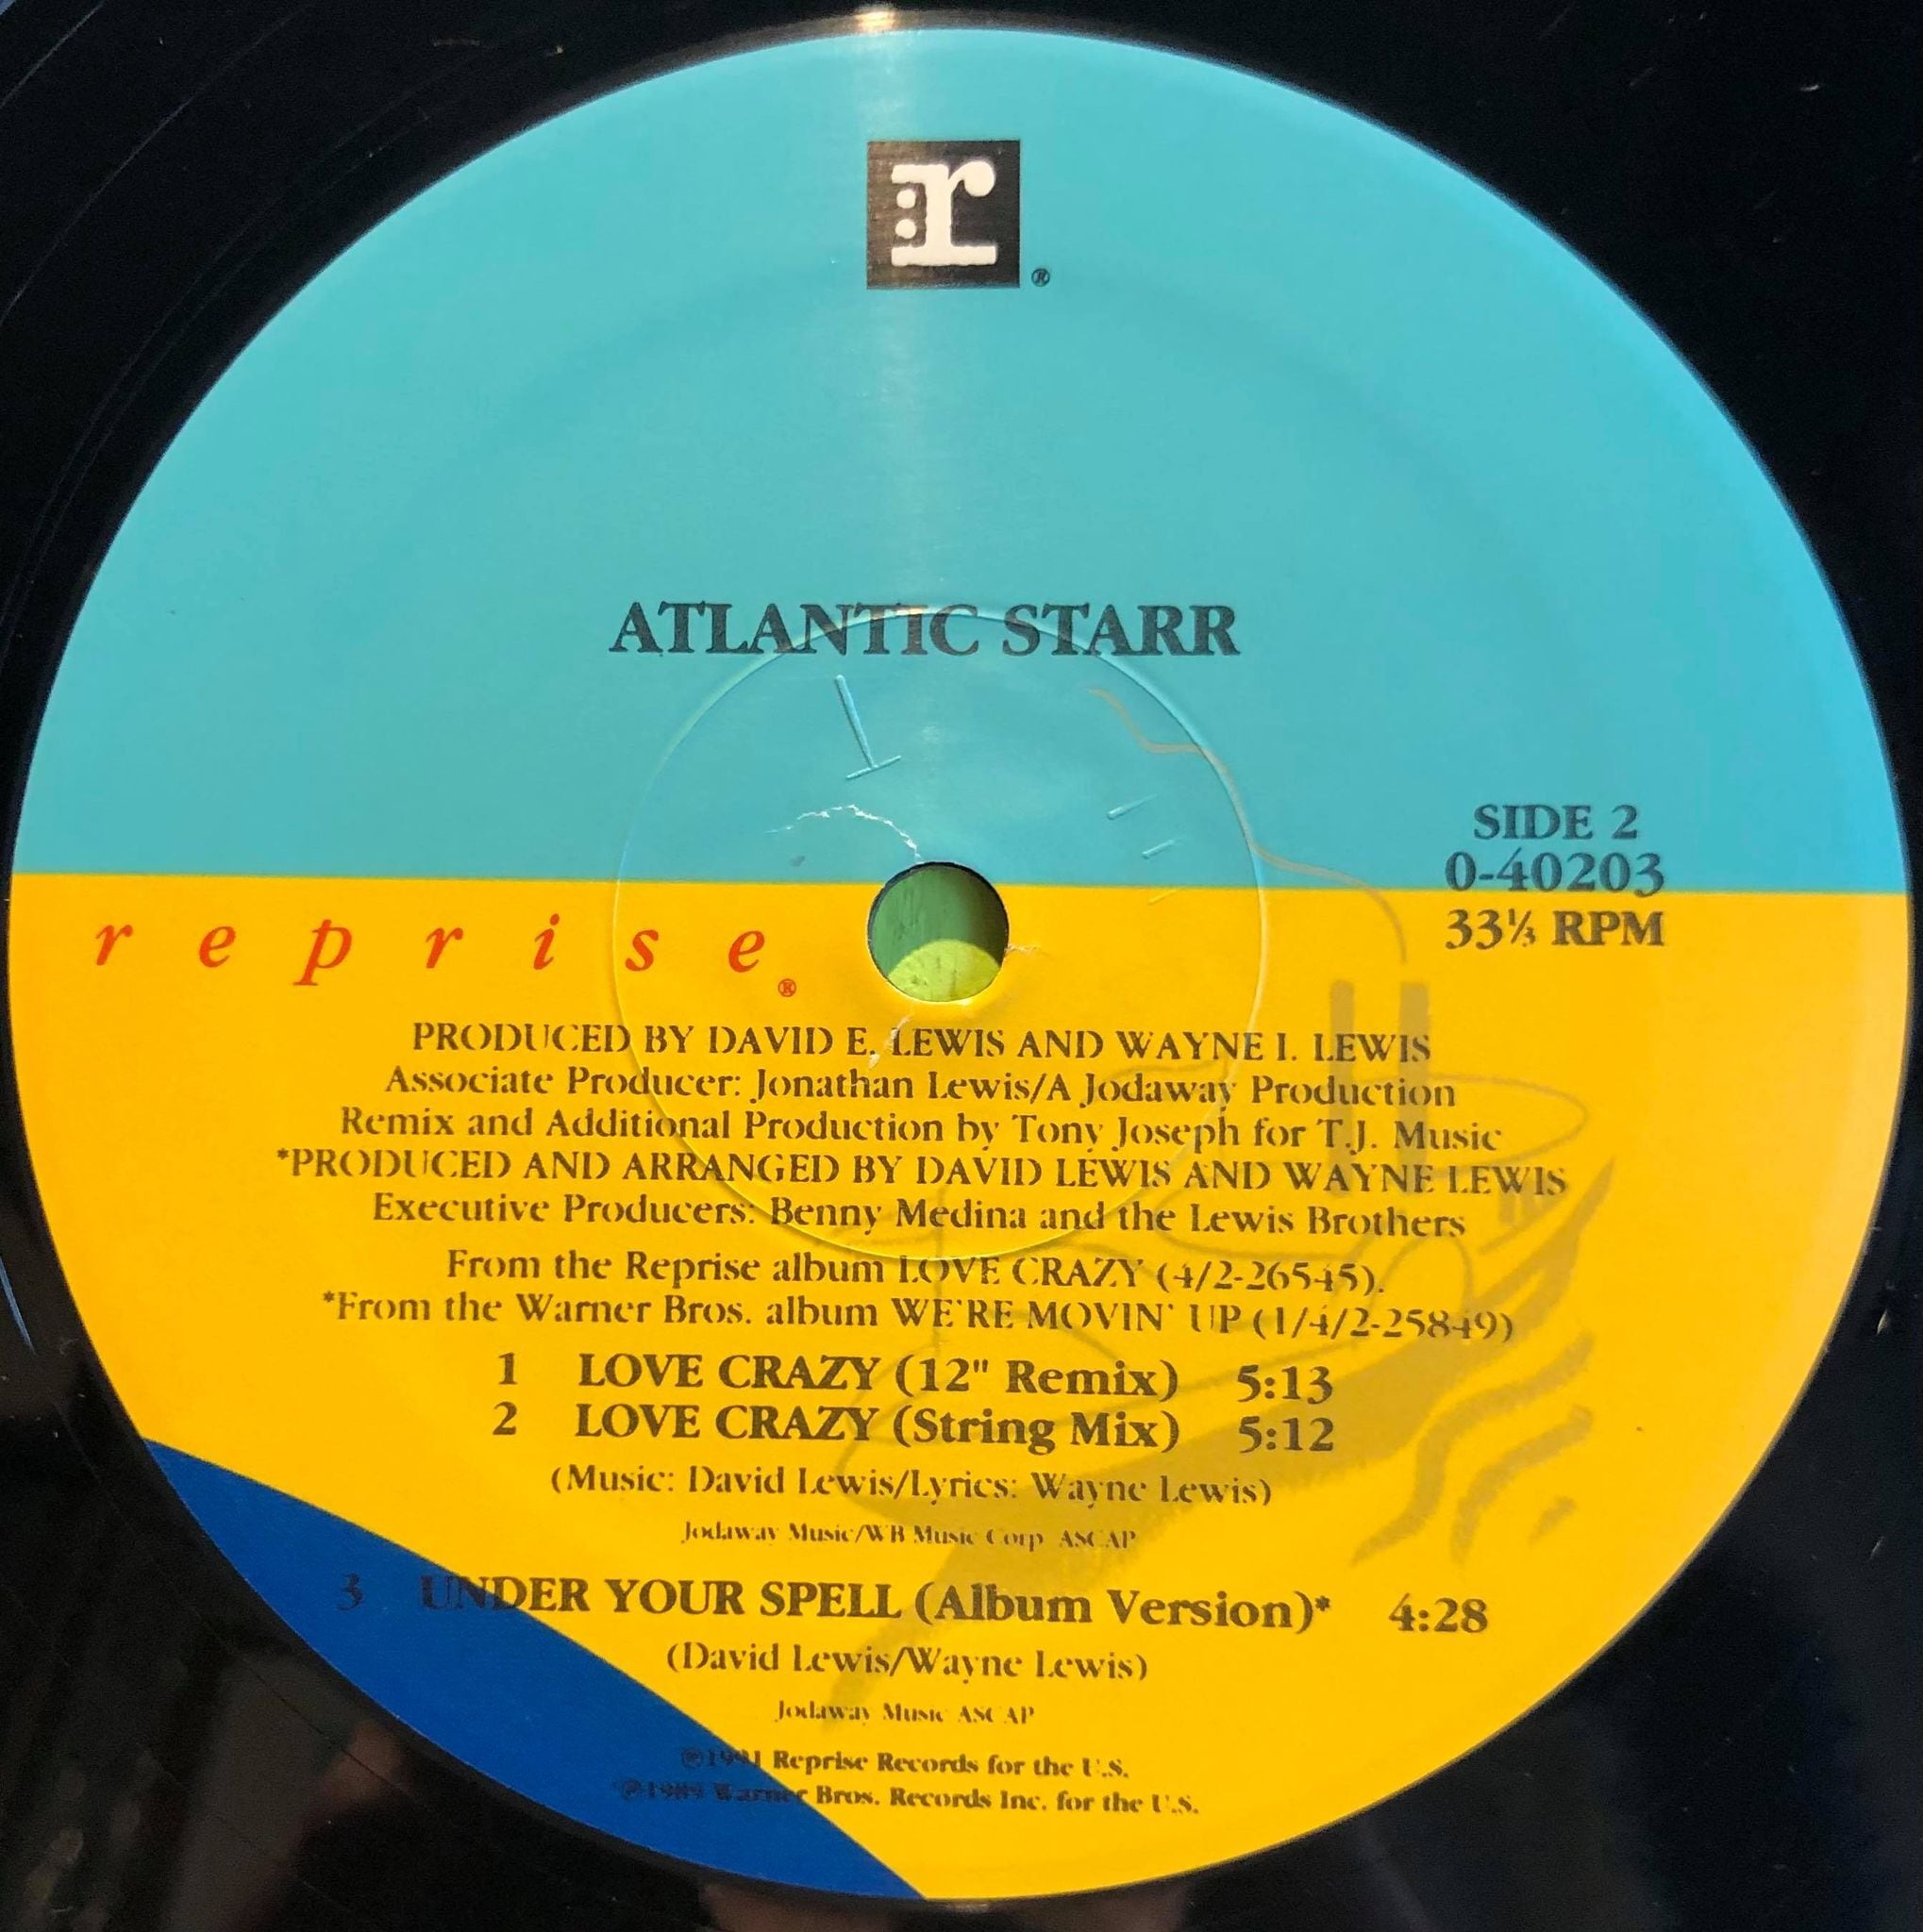 r ®
ATLANTIC STARR
SIDE 2
0-40203
33⅓ RPM
reprise®
PRODUCED BY DAVID E. LEWIS AND WAYNE I. LEWIS
Associate Producer: Jonathan Lewis/A Jodaway Production
Remix and Additional Production by Tony Joseph for T.J. Music
*PRODUCED AND ARRANGED BY DAVID LEWIS AND WAYNE LEWIS
Executive Producers: Benny Medina and the Lewis Brothers
From the Reprise album LOVE CRAZY (4/2-26545).
*From the Warner Bros. album WE'RE MOVIN' UP (1/4/2-25849)
1 LOVE CRAZY (12" Remix) 5:13
2 LOVE CRAZY (String Mix) 5:12
(Music: David Lewis/Lyrics: Wayne Lewis)
Jodaway Music/WB Music Corp ASCAP
3 UNDER YOUR SPELL (Album Version)* 4:28
(David Lewis/Wayne Lewis)
Jodaway Music ASCAP
℗1991 Reprise Records for the U.S.
*℗1989 Warner Bros. Records Inc. for the U.S.